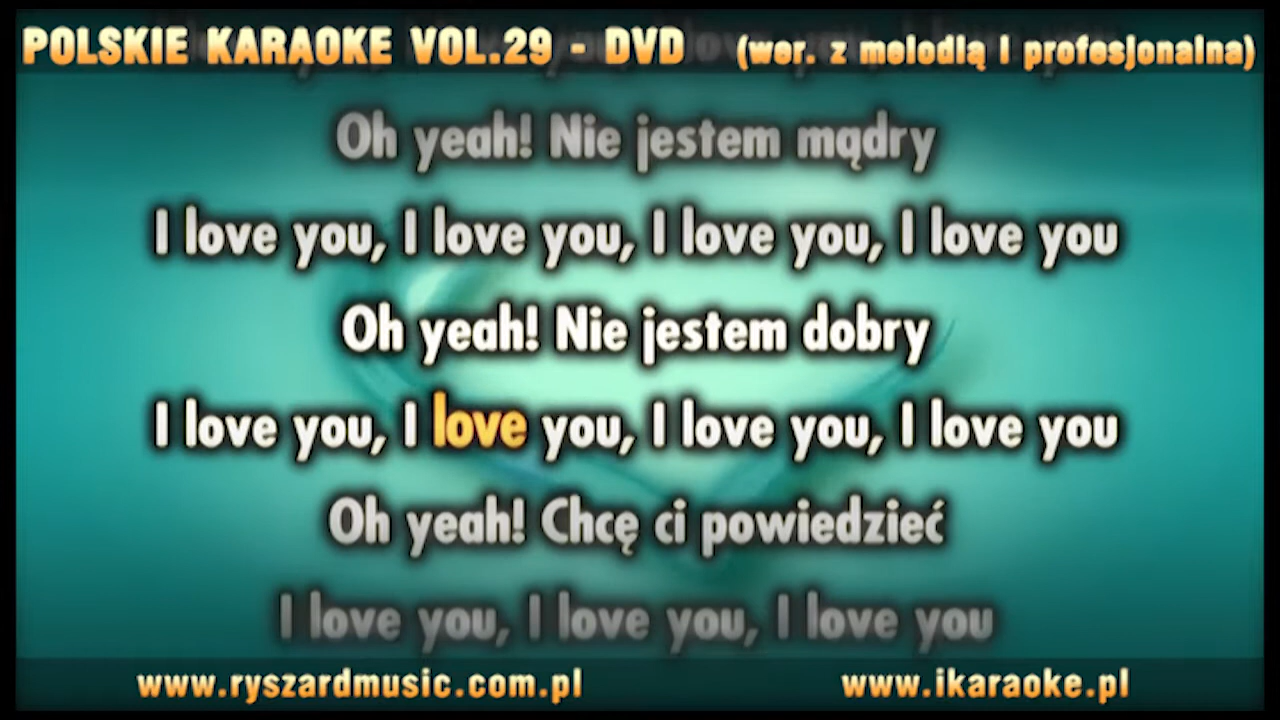 POLSKIE KARAOKE VOL.29 - DVD (wer. z melodią i profesjonalna)
Oh yeah! Nie jestem mądry
I love you, I love you, I love you, I love you
Oh yeah! Nie jestem dobry
I love you, I love you, I love you, I love you
Oh yeah! Chcę ci powiedzieć
I love you, I love you, I love you
www.ryszardmusic.com.pl www.ikaraoke.pl